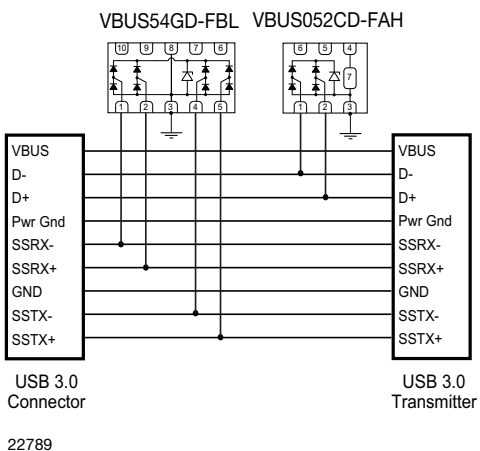 VBUS54GD-FBL VBUS052CD-FAH
10 9 8 7 6
6 5 4
7
1 2 3 4 5
1 2 3
VBUS VBUS
D- D-
D+ D+
Pwr Gnd Pwr Gnd
SSRX- SSRX-
SSRX+ SSRX+
GND GND
SSTX- SSTX-
SSTX+ SSTX+
USB 3.0 USB 3.0
Connector Transmitter
22789